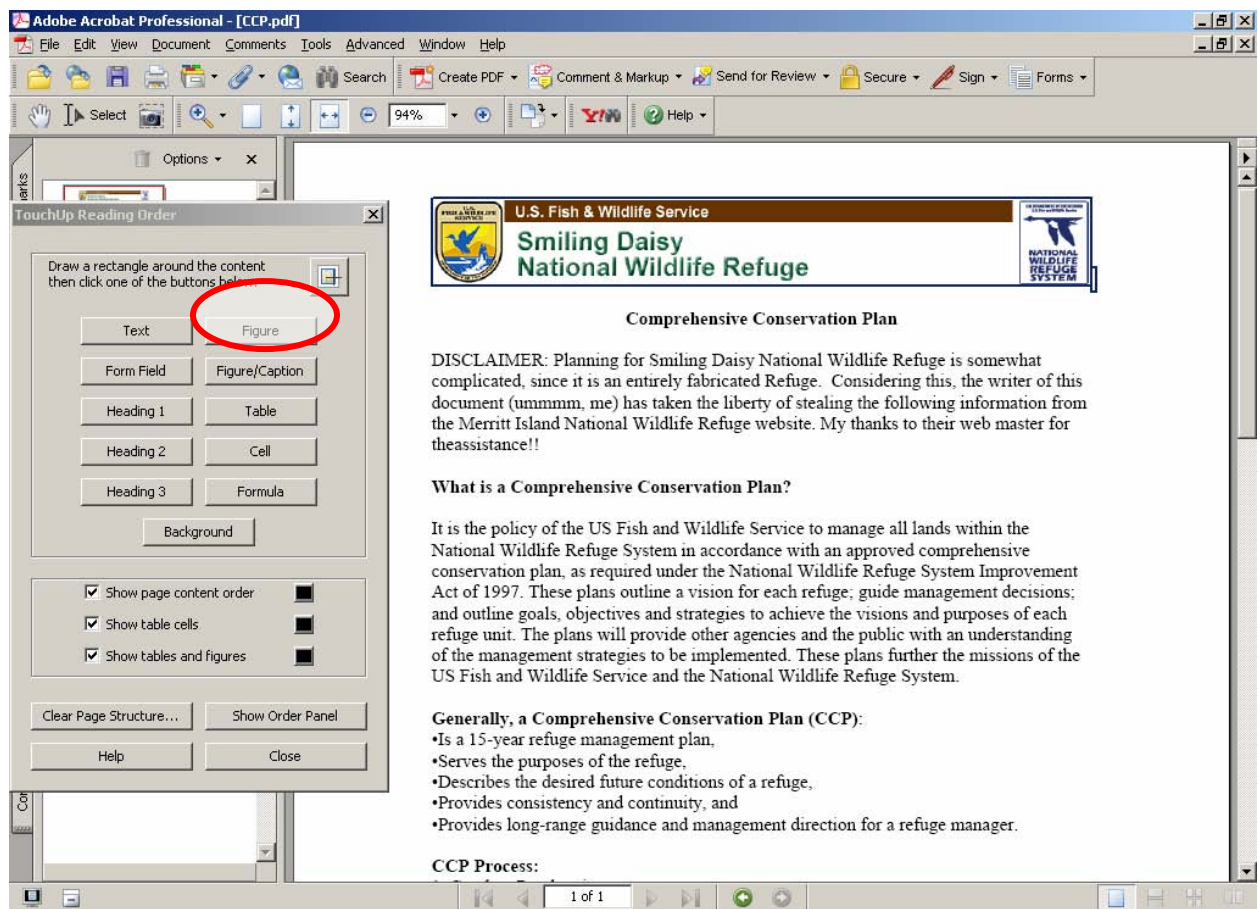 Adobe Acrobat Professional - [CCP.pdf]
File Edit View Document Comments Tools Advanced Window Help
Search Create PDF Comment & Markup Send for Review Secure Sign Forms
Select 94% Y! Help
Options x
TouchUp Reading Order
Draw a rectangle around the content
then click one of the buttons below.
Text Figure
Form Field Figure/Caption
Heading 1 Table
Heading 2 Cell
Heading 3 Formula
Background
Show page content order
Show table cells
Show tables and figures
Clear Page Structure... Show Order Panel
Help Close
U.S.
FISH & WILDLIFE
SERVICE
U.S. Fish & Wildlife Service
Smiling Daisy
National Wildlife Refuge
NATIONAL
WILDLIFE
REFUGE
SYSTEM
Comprehensive Conservation Plan
DISCLAIMER: Planning for Smiling Daisy National Wildlife Refuge is somewhat
complicated, since it is an entirely fabricated Refuge. Considering this, the writer of this
document (ummmm, me) has taken the liberty of stealing the following information from
the Merritt Island National Wildlife Refuge website. My thanks to their web master for
theassistance!!
What is a Comprehensive Conservation Plan?
It is the policy of the US Fish and Wildlife Service to manage all lands within the
National Wildlife Refuge System in accordance with an approved comprehensive
conservation plan, as required under the National Wildlife Refuge System Improvement
Act of 1997. These plans outline a vision for each refuge; guide management decisions;
and outline goals, objectives and strategies to achieve the visions and purposes of each
refuge unit. The plans will provide other agencies and the public with an understanding
of the management strategies to be implemented. These plans further the missions of the
US Fish and Wildlife Service and the National Wildlife Refuge System.
Generally, a Comprehensive Conservation Plan (CCP):
•Is a 15-year refuge management plan,
•Serves the purposes of the refuge,
•Describes the desired future conditions of a refuge,
•Provides consistency and continuity, and
•Provides long-range guidance and management direction for a refuge manager.
CCP Process:
1 of 1